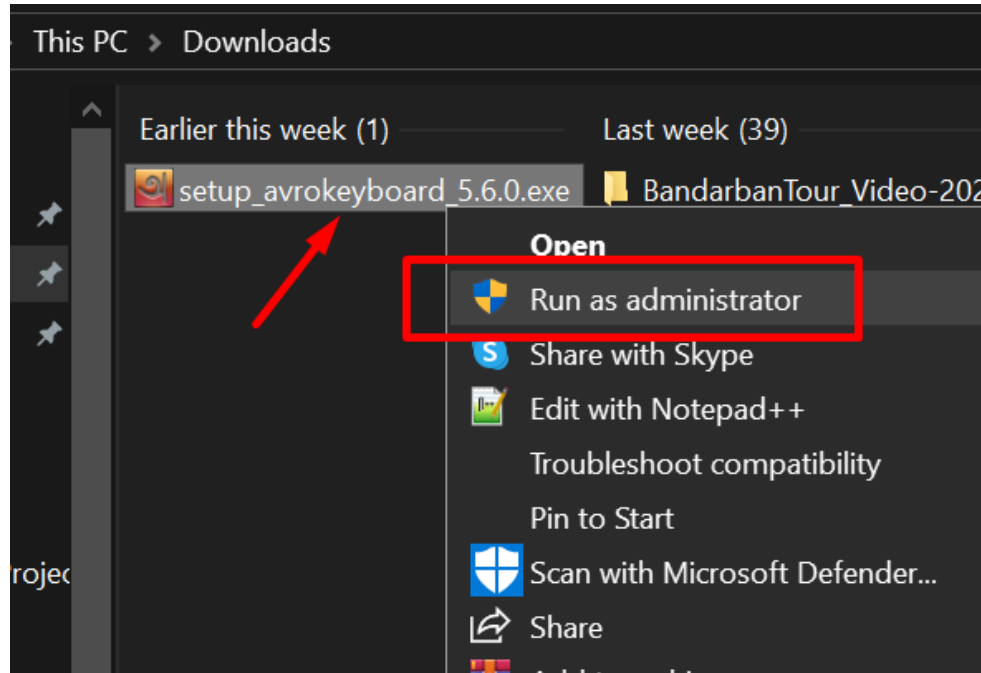 This PC > Downloads
Earlier this week (1)
Last week (39)
setup_avrokeyboard_5.6.0.exe
BandarbanTour_Video-202
Open
Run as administrator
S
Share with Skype
Edit with Notepad++
Troubleshoot compatibility
Pin to Start
Scan with Microsoft Defender...
Share